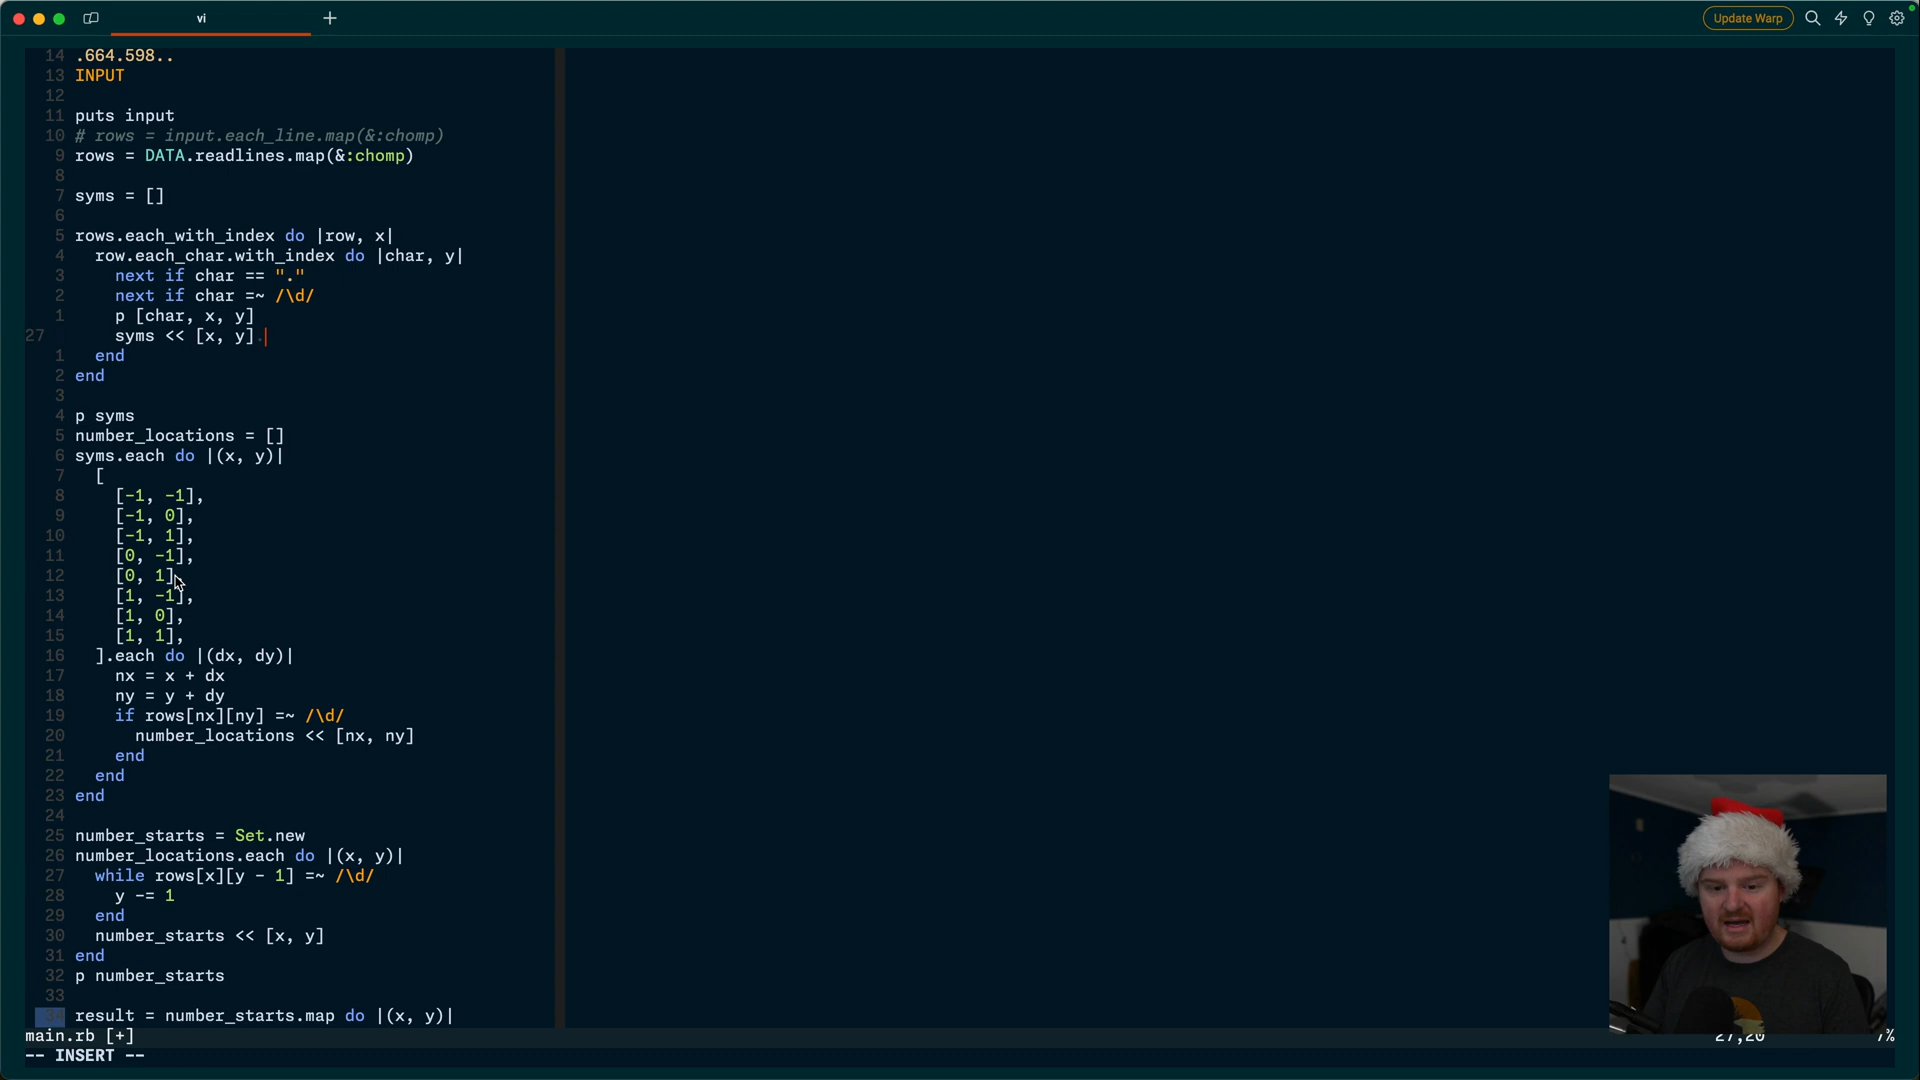 vi
Update Warp
14 .664.598..
13 INPUT
12
11 puts input
10 # rows = input.each_line.map(&:chomp)
9 rows = DATA.readlines.map(&:chomp)
8
7 syms = []
6
5 rows.each_with_index do |row, x|
4 row.each_char.with_index do |char, y|
3 next if char == "."
2 next if char =~ /\d/
1 p [char, x, y]
27 syms << [x, y].
1 end
2 end
3
4 p syms
5 number_locations = []
6 syms.each do |(x, y)|
7 [
8 [-1, -1],
9 [-1, 0],
10 [-1, 1],
11 [0, -1],
12 [0, 1],
13 [1, -1],
14 [1, 0],
15 [1, 1],
16 ].each do |(dx, dy)|
17 nx = x + dx
18 ny = y + dy
19 if rows[nx][ny] =~ /\d/
20 number_locations << [nx, ny]
21 end
22 end
23 end
24
25 number_starts = Set.new
26 number_locations.each do |(x, y)|
27 while rows[x][y - 1] =~ /\d/
28 y -= 1
29 end
30 number_starts << [x, y]
31 end
32 p number_starts
33
34 result = number_starts.map do |(x, y)|
main.rb [+] 27,20 7%
-- INSERT --